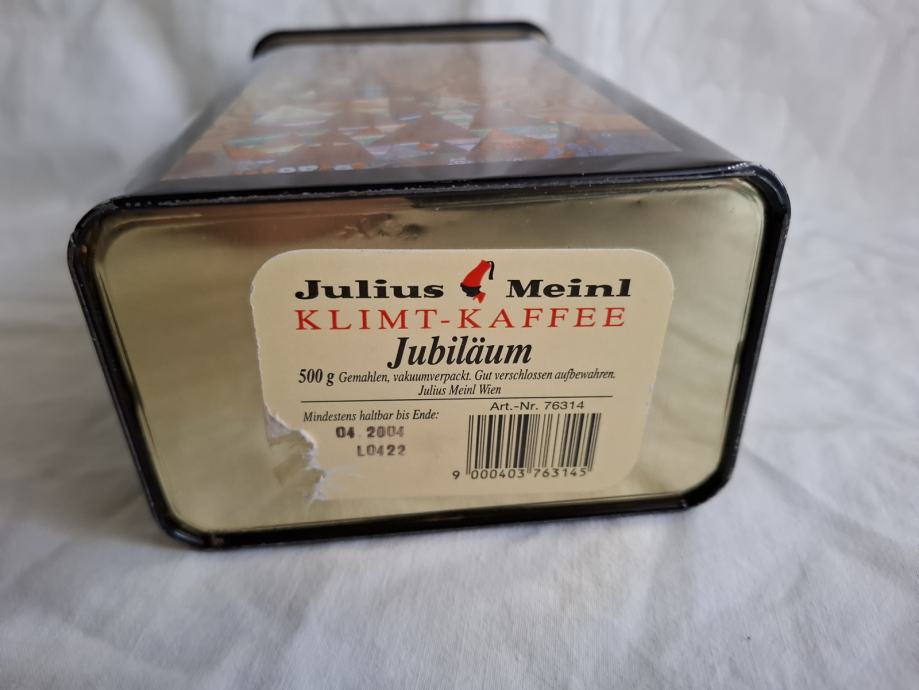 Julius Meinl
KLIMT-KAFFEE
Jubiläum
500 g Gemahlen, vakuumverpackt. Gut verschlossen aufbewahren.
Julius Meinl Wien
Mindestens haltbar bis Ende:
04 2004
L0422
Art.-Nr. 76314
9 000403 763145